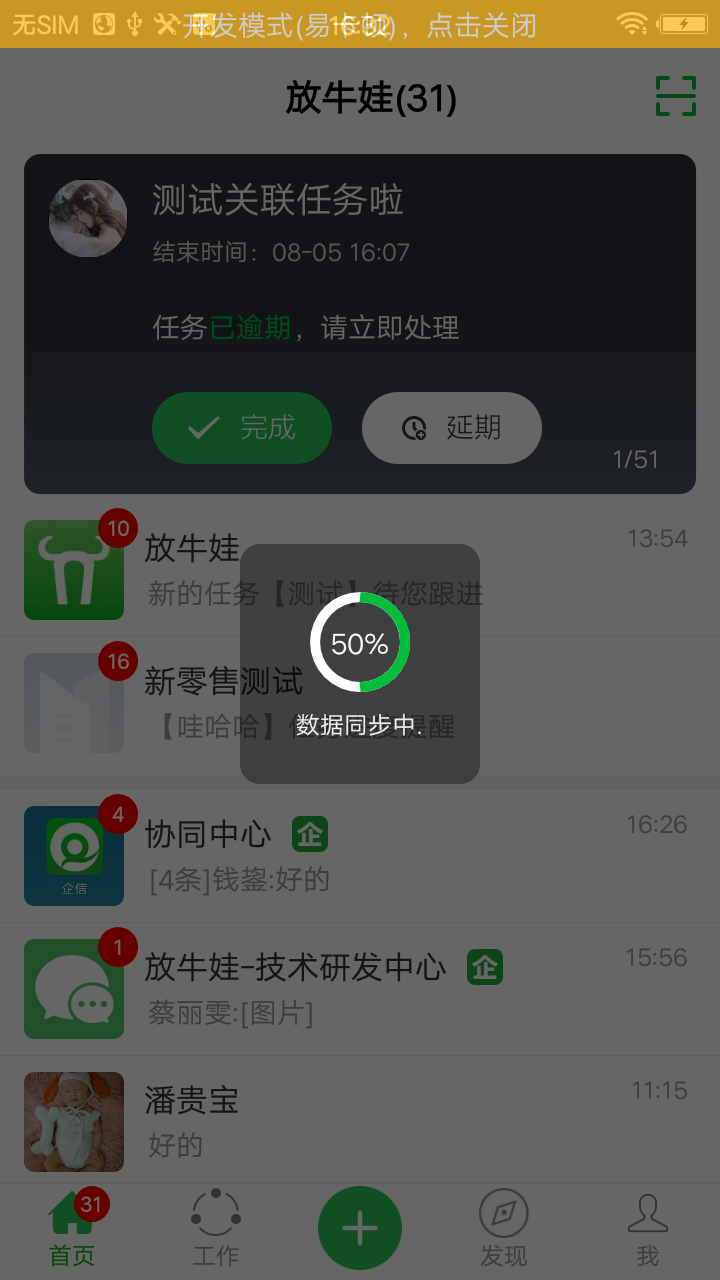 无SIM 开发模式(易卡顿)，点击关闭
放牛娃(31)
测试关联任务啦
结束时间：08-05 16:07
任务已逾期，请立即处理
完成 延期
1/51
10 放牛娃 13:54
新的任务【测试】待您跟进
50%
16 新零售测试
【哇哈哈】
提醒
数据同步中.
4 协同中心 企 16:26
企信
[4条]钱鋆:好的
1 放牛娃-技术研发中心 企 15:56
蔡丽雯:[图片]
潘贵宝 11:15
好的
31
首页 工作 发现 我